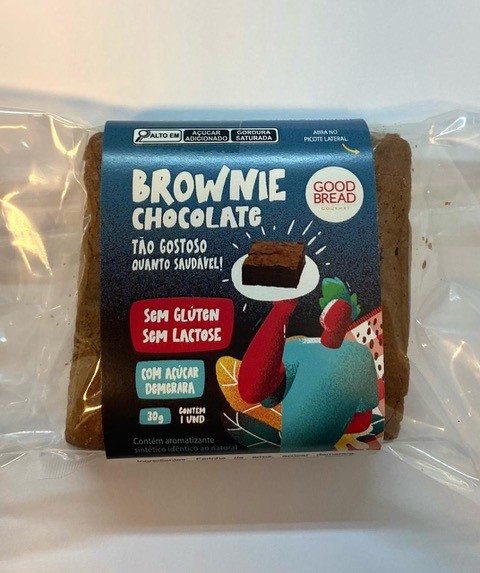 ALTO EM AÇÚCAR ADICIONADO GORDURA SATURADA
ABRA NO
PICOTE LATERAL.
BROWNIE
CHOCOLATE
GOOD
BREAD
GOURMET
TÃO GOSTOSO
QUANTO SAUDÁVEL!
SEM GLÚTEN
SEM LACTOSE
COM AÇÚCAR
DEMERARA
30g
CONTÉM
1 UND
Contém aromatizante
sintético idêntico ao natural